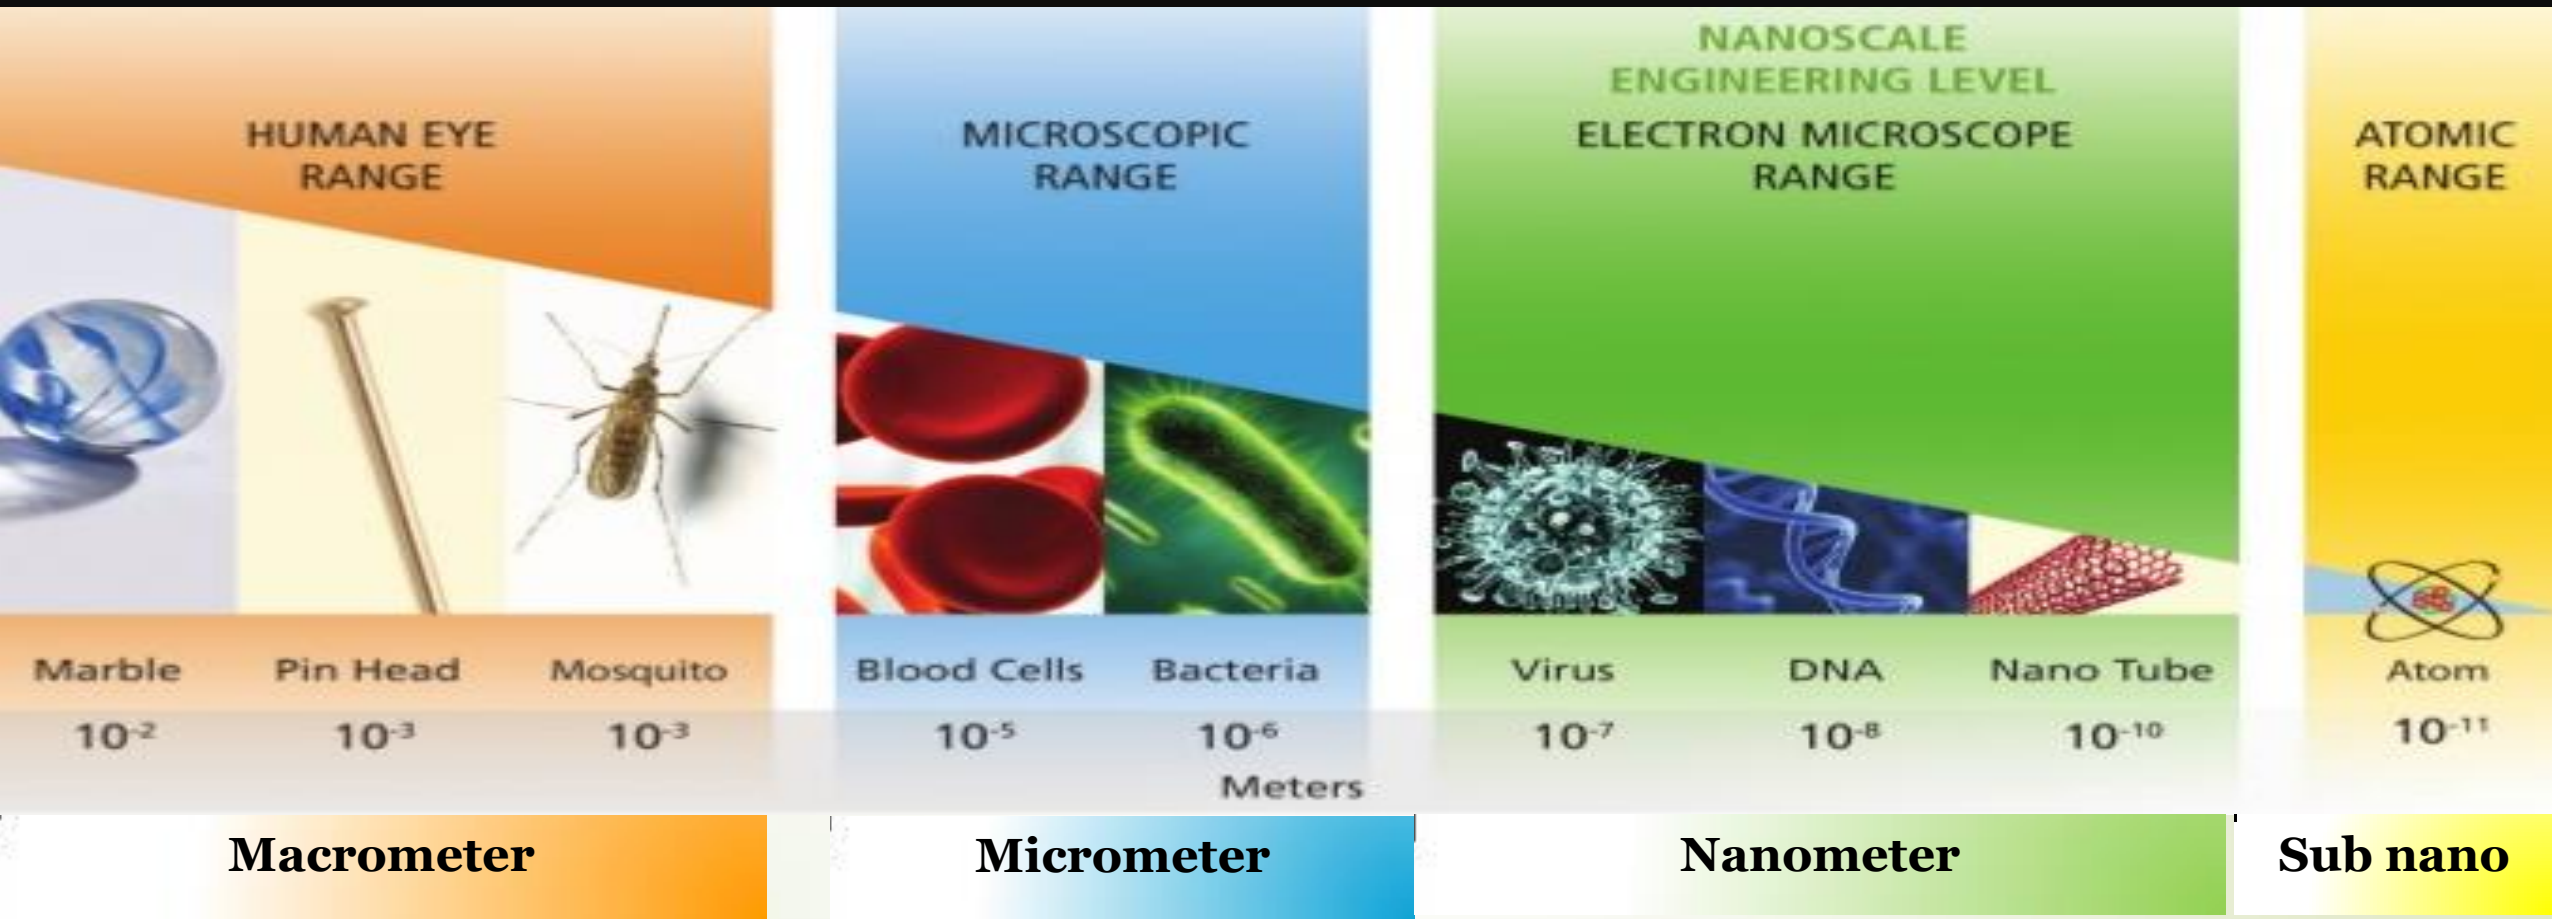 HUMAN EYE
RANGE
MICROSCOPIC
RANGE
NANOSCALE
ENGINEERING LEVEL
ELECTRON MICROSCOPE
RANGE
ATOMIC
RANGE
Marble
Pin Head
Mosquito
Blood Cells
Bacteria
Virus
DNA
Nano Tube
Atom
10⁻²
10⁻³
10⁻³
10⁻⁵
10⁻⁶
10⁻⁷
10⁻⁸
10⁻¹⁰
10⁻¹¹
Meters
Macrometer
Micrometer
Nanometer
Sub nano